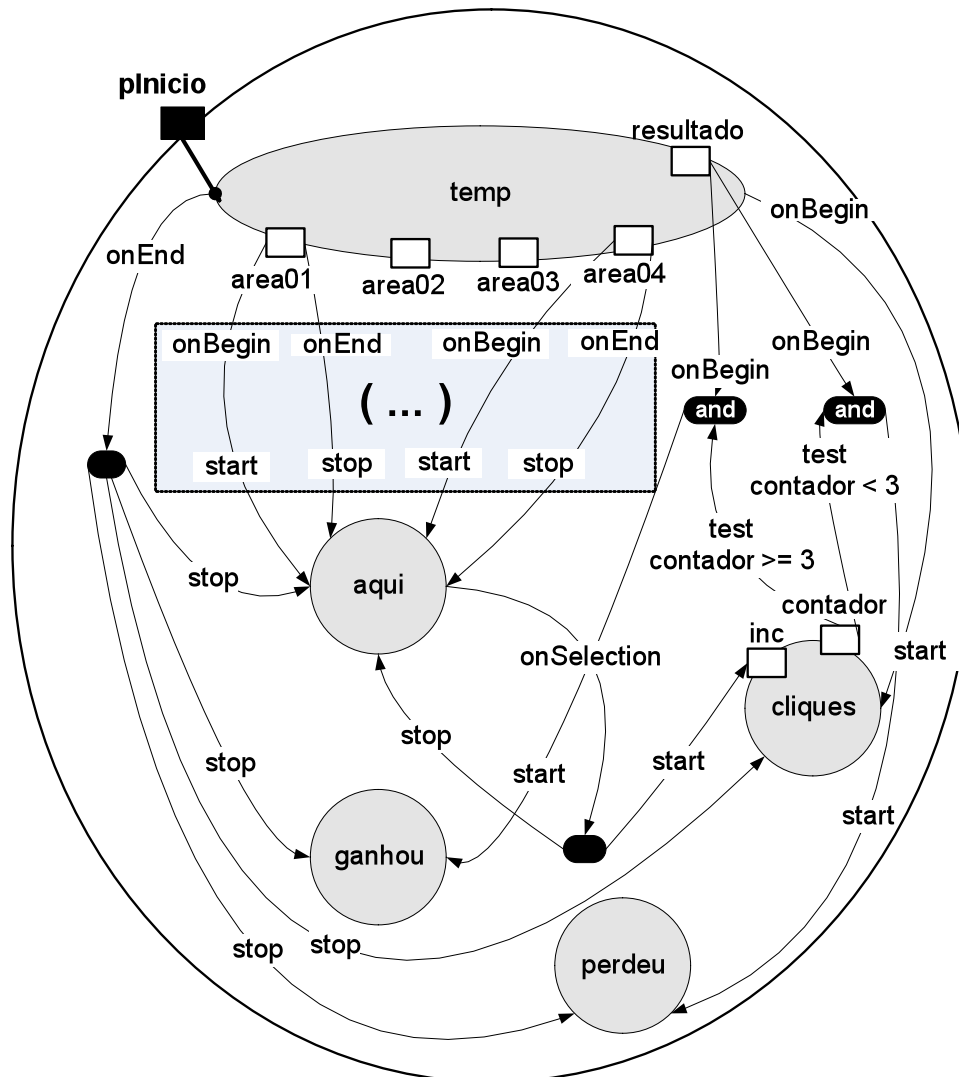 pInicio
resultado
temp
onBegin
onEnd
area01
area02
area03
area04
onBegin
onEnd
onBegin
onEnd
onBegin
onBegin
( ... )
and
and
start
stop
start
stop
test
contador < 3
test
contador >= 3
stop
aqui
contador
inc
onSelection
start
cliques
stop
stop
start
start
start
ganhou
stop
stop
perdeu